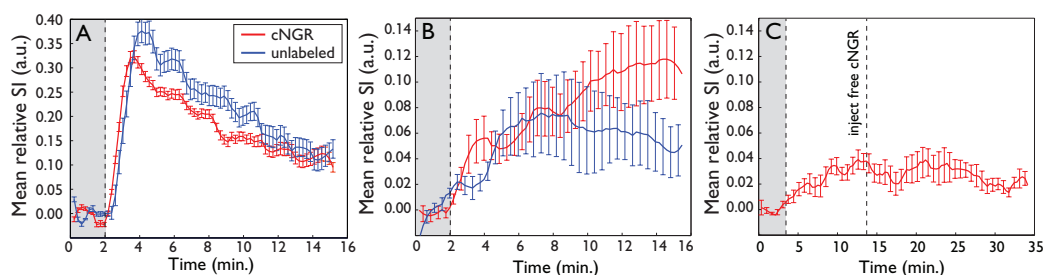 A
cNGR
unlabeled
Mean relative SI (a.u.)
0.40
0.35
0.30
0.25
0.20
0.15
0.10
0.05
0.00
0 2 4 6 8 10 12 14 16
Time (min.)
B
Mean relative SI (a.u.)
0.14
0.12
0.10
0.08
0.06
0.04
0.02
0.00
0 2 4 6 8 10 12 14 16
Time (min.)
C
inject free cNGR
Mean relative SI (a.u.)
0.14
0.12
0.10
0.08
0.06
0.04
0.02
0.00
0 5 10 15 20 25 30 35
Time (min.)